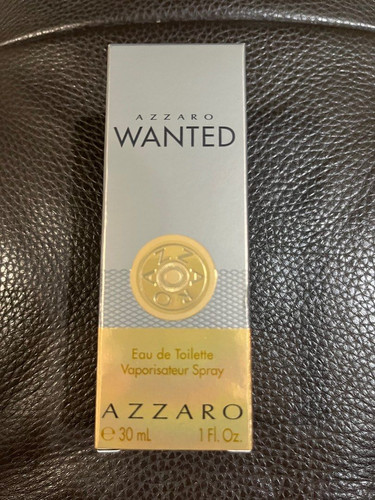 AZZARO
WANTED
AZZARO
Eau de Toilette
Vaporisateur Spray
AZZARO
℮ 30 mL 1 Fl. Oz.